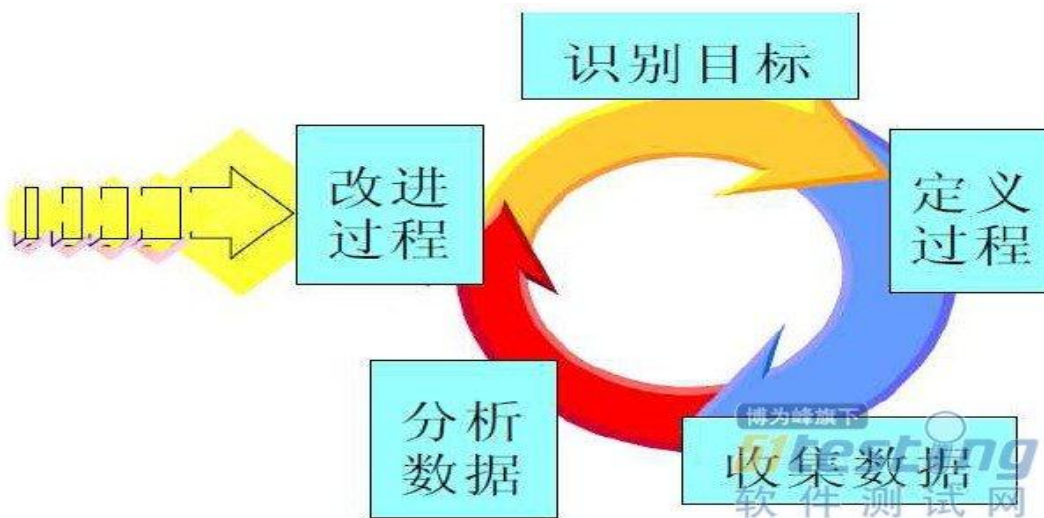 识别目标
改进
过程
定义
过程
分析
数据
收集数据
博为峰旗下
51testing
软件测试网